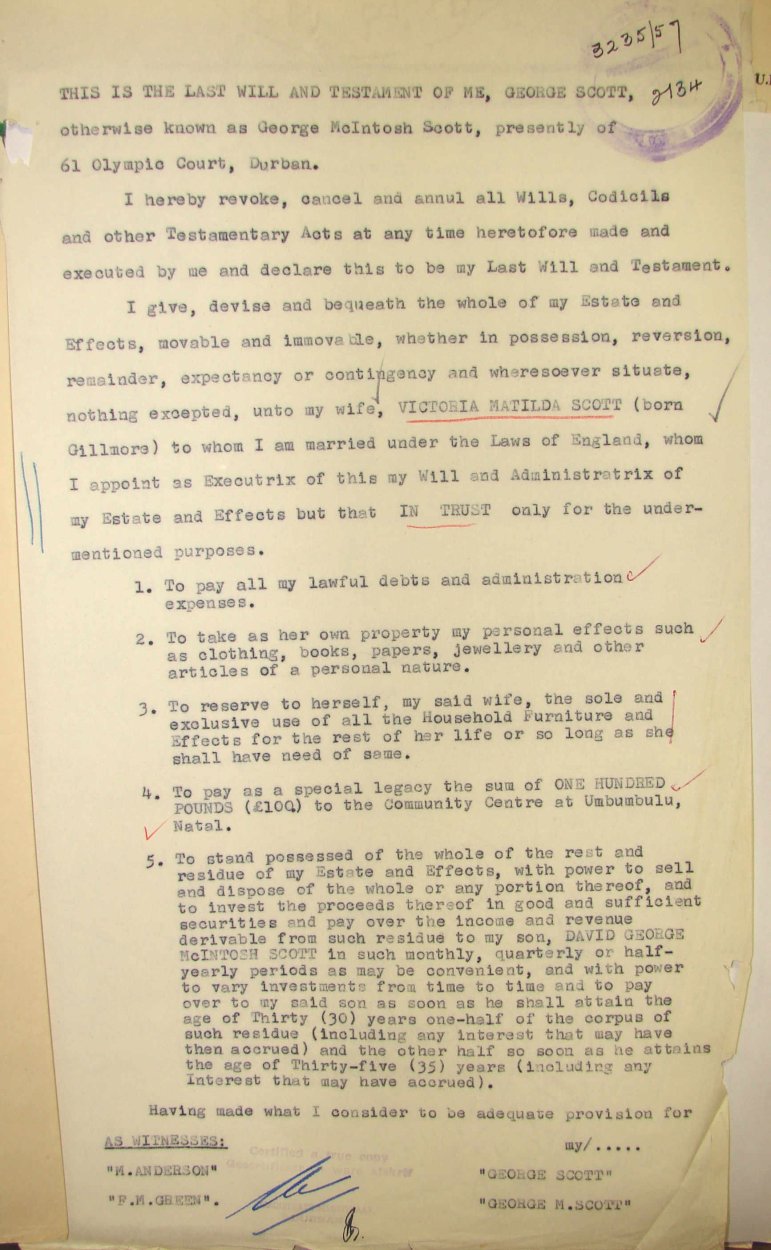 3235/57
THIS IS THE LAST WILL AND TESTAMENT OF ME, GEORGE SCOTT, 2134
otherwise known as George McIntosh Scott, presently of
61 Olympic Court, Durban.
I hereby revoke, cancel and annul all Wills, Codicils
and other Testamentary Acts at any time heretofore made and
executed by me and declare this to be my Last Will and Testament.
I give, devise and bequeath the whole of my Estate and
Effects, movable and immovable, whether in possession, reversion,
remainder, expectancy or contingency and wheresoever situate,
nothing excepted, unto my wife, VICTORIA MATILDA SCOTT (born
Gillmore) to whom I am married under the Laws of England, whom
I appoint as Executrix of this my Will and Administratrix of
my Estate and Effects but that IN TRUST only for the under-
mentioned purposes.
1. To pay all my lawful debts and administration
expenses.
2. To take as her own property my personal effects such
as clothing, books, papers, jewellery and other
articles of a personal nature.
3. To reserve to herself, my said wife, the sole and
exclusive use of all the Household Furniture and
Effects for the rest of her life or so long as she
shall have need of same.
4. To pay as a special legacy the sum of ONE HUNDRED
POUNDS (£100) to the Community Centre at Umbumbulu,
Natal.
5. To stand possessed of the whole of the rest and
residue of my Estate and Effects, with power to sell
and dispose of the whole or any portion thereof, and
to invest the proceeds thereof in good and sufficient
securities and pay over the income and revenue
derivable from such residue to my son, DAVID GEORGE
McINTOSH SCOTT in such monthly, quarterly or half-
yearly periods as may be convenient, and with power
to vary investments from time to time and to pay
over to my said son as soon as he shall attain the
age of Thirty (30) years one-half of the corpus of
such residue (including any interest that may have
then accrued) and the other half so soon as he attains
the age of Thirty-five (35) years (including any
Interest that may have accrued).
Having made what I consider to be adequate provision for
AS WITNESSES: my/.....
Certified a true copy
"M.ANDERSON" "GEORGE SCOTT"
"F.M.GREEN". "GEORGE M.SCOTT"